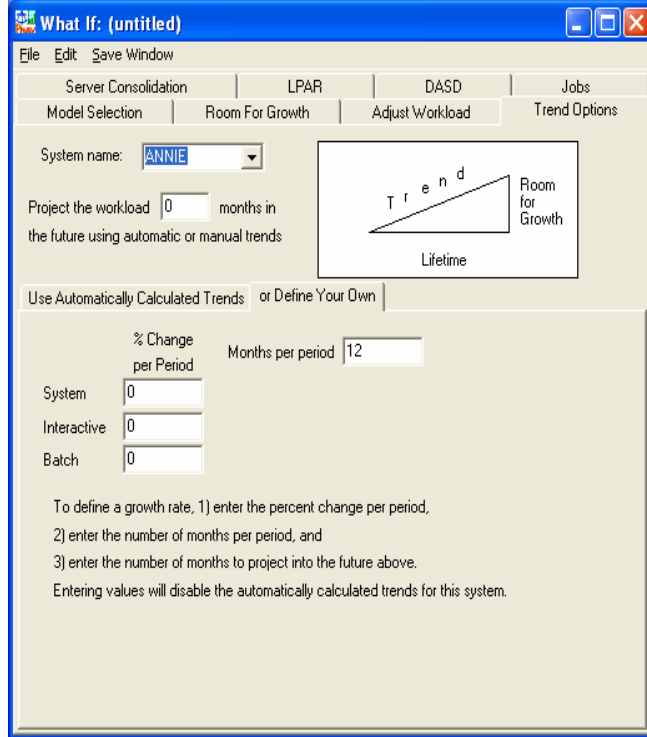 What If: (untitled)
File Edit Save Window
Server Consolidation LPAR DASD Jobs
Model Selection Room For Growth Adjust Workload Trend Options
System name: ANNIE
Project the workload 0 months in
the future using automatic or manual trends
Trend
Room
for
Growth
Lifetime
Use Automatically Calculated Trends or Define Your Own
% Change
per Period
Months per period 12
System 0
Interactive 0
Batch 0
To define a growth rate, 1) enter the percent change per period,
2) enter the number of months per period, and
3) enter the number of months to project into the future above.
Entering values will disable the automatically calculated trends for this system.